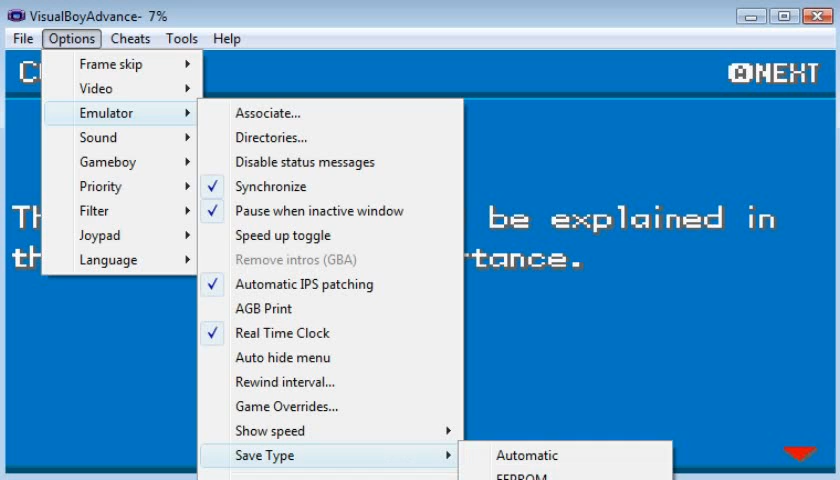 VisualBoyAdvance- 7%
File Options Cheats Tools Help
NEXT
Frame skip
Video
Emulator
Sound
Gameboy
Priority
Filter
Joypad
Language
Associate...
Directories...
Disable status messages
Synchronize
Pause when inactive window
Speed up toggle
Remove intros (GBA)
Automatic IPS patching
AGB Print
Real Time Clock
Auto hide menu
Rewind interval...
Game Overrides...
Show speed
Save Type
Automatic
EEPROM
be explained in